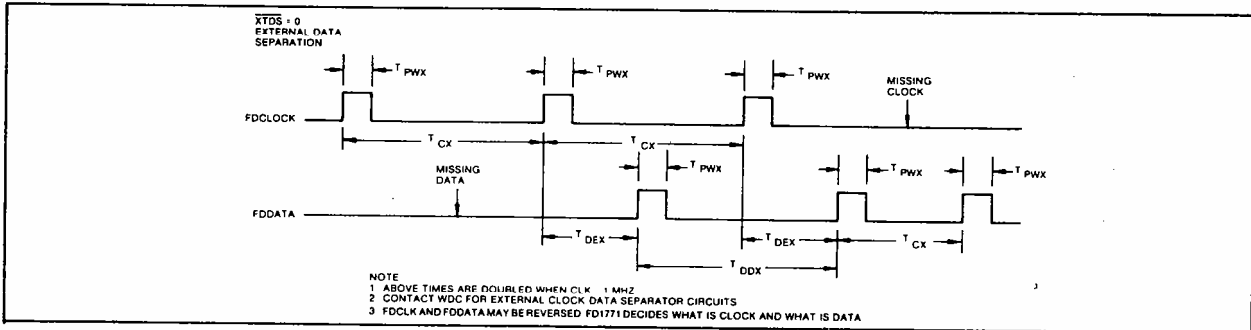 XTDS = 0
EXTERNAL DATA
SEPARATION
T PWX
T PWX
T PWX
MISSING
CLOCK
FDCLOCK
T CX
T CX
MISSING
DATA
T PWX
T PWX
T PWX
FDDATA
T DEX
T DEX
T CX
T DDX
NOTE
1 ABOVE TIMES ARE DOUBLED WHEN CLK 1 MHZ
2 CONTACT WDC FOR EXTERNAL CLOCK DATA SEPARATOR CIRCUITS
3 FDCLK AND FDDATA MAY BE REVERSED FD1771 DECIDES WHAT IS CLOCK AND WHAT IS DATA